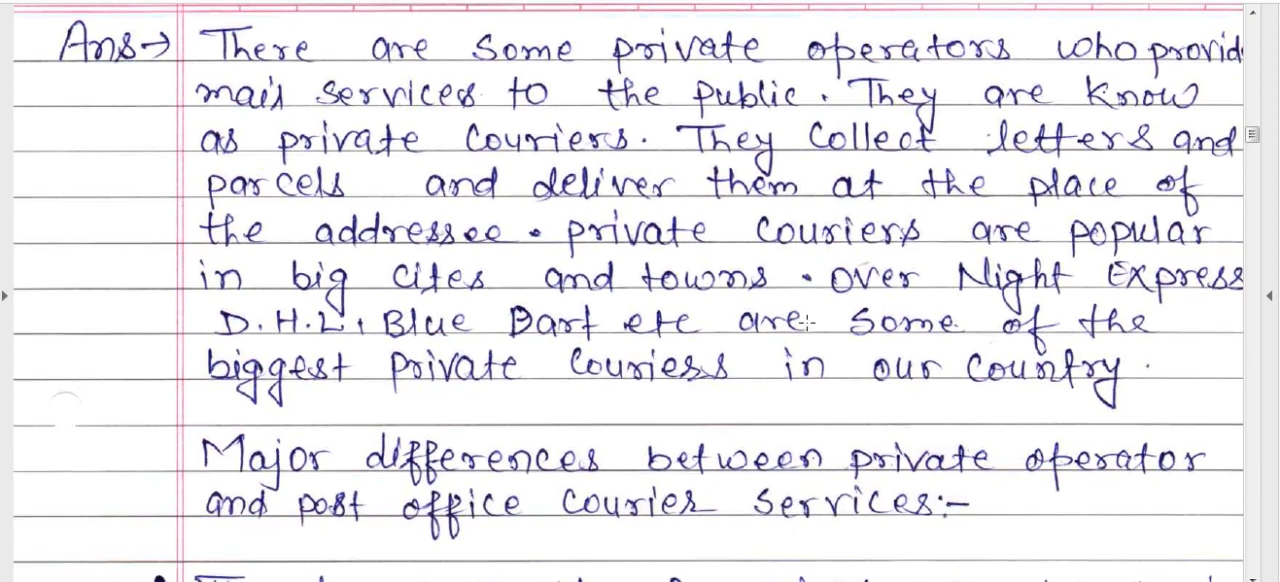 Ans→ There are some private operators who provid
mail services to the public. They are know
as private couriers. They collect letters and
parcels and deliver them at the place of
the addressee. private couriers are popular
in big cites and towns. over Night Express
D.H.L, Blue Dart etc are some of the
biggest private couriers in our country.
Major differences between private operator
and post office courier services:-